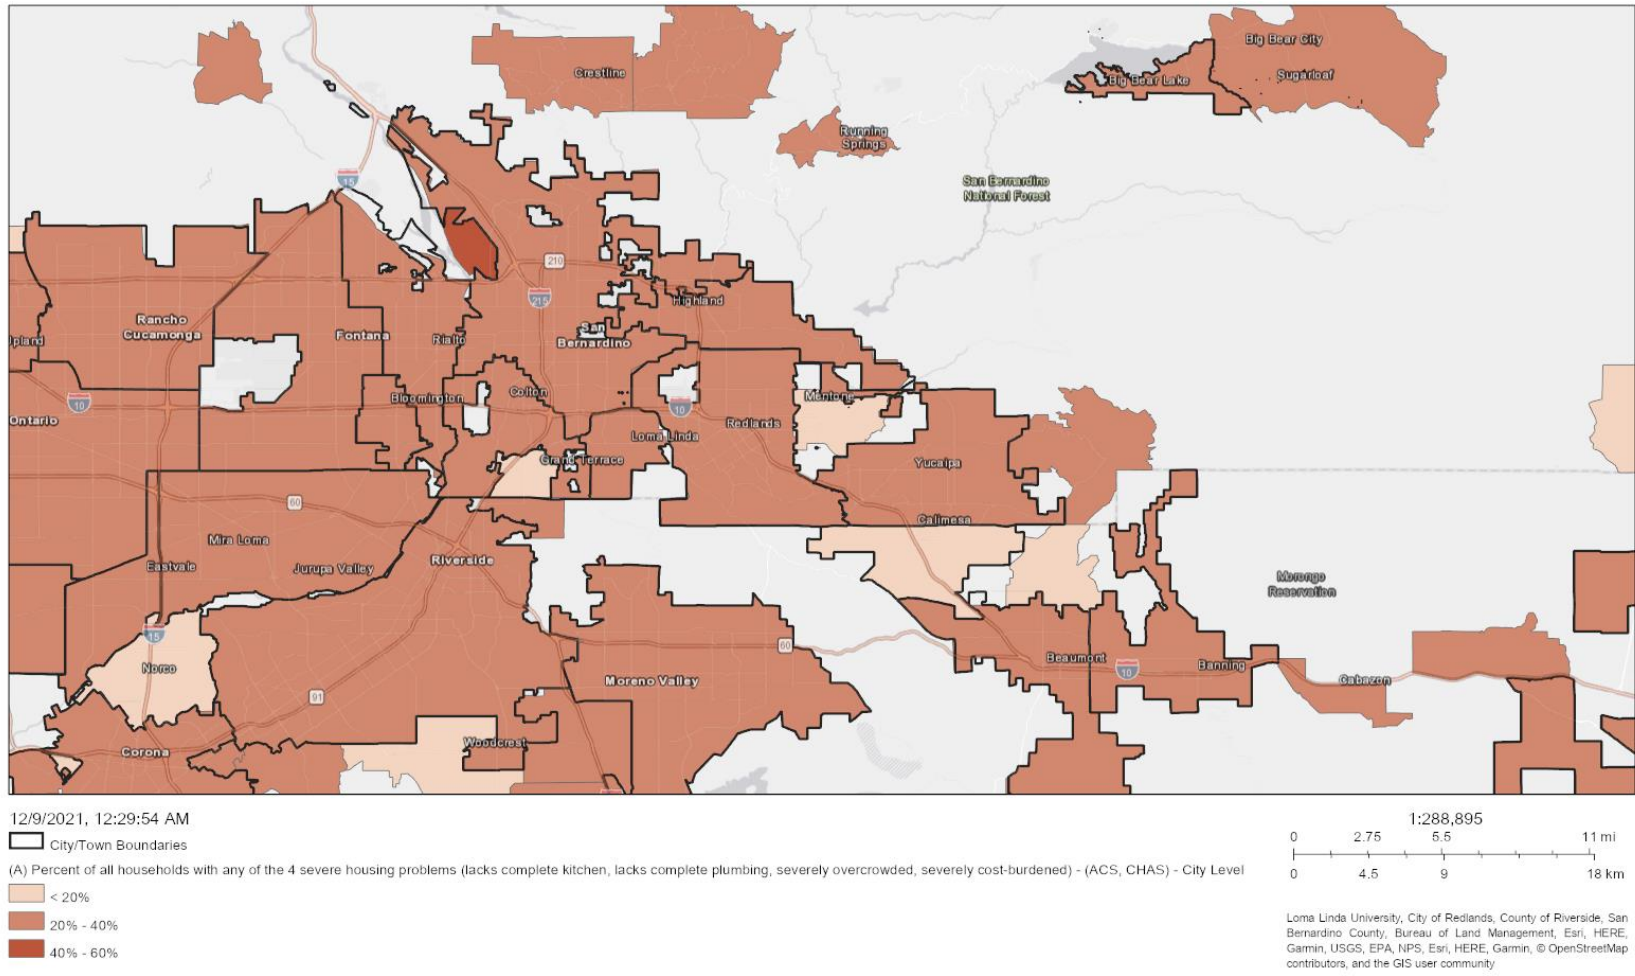 Big Bear City
Crestline
Sugarloaf
Big Bear Lake
Running
Springs
15
San Bernardino
National Forest
210
215
Highland
Rancho
Cucamonga
Fontana
Rialto
San
Bernardino
pland
10
Bloomington
Colton
10
Mentone
Ontario
Redlands
Loma Linda
Grand Terrace
Yucaipa
60
Calimesa
Mira Loma
Riverside
Eastvale
Jurupa Valley
Morongo
Reservation
15
60
Norco
Beaumont
10
Banning
Moreno Valley
Cabazon
91
Woodcrest
Corona
12/9/2021, 12:29:54 AM
City/Town Boundaries
(A) Percent of all households with any of the 4 severe housing problems (lacks complete kitchen, lacks complete plumbing, severely overcrowded, severely cost-burdened) - (ACS, CHAS) - City Level
< 20%
20% - 40%
40% - 60%
1:288,895
0 2.75 5.5 11 mi
0 4.5 9 18 km
Loma Linda University, City of Redlands, County of Riverside, San
Bernardino County, Bureau of Land Management, Esri, HERE,
Garmin, USGS, EPA, NPS, Esri, HERE, Garmin, © OpenStreetMap
contributors, and the GIS user community